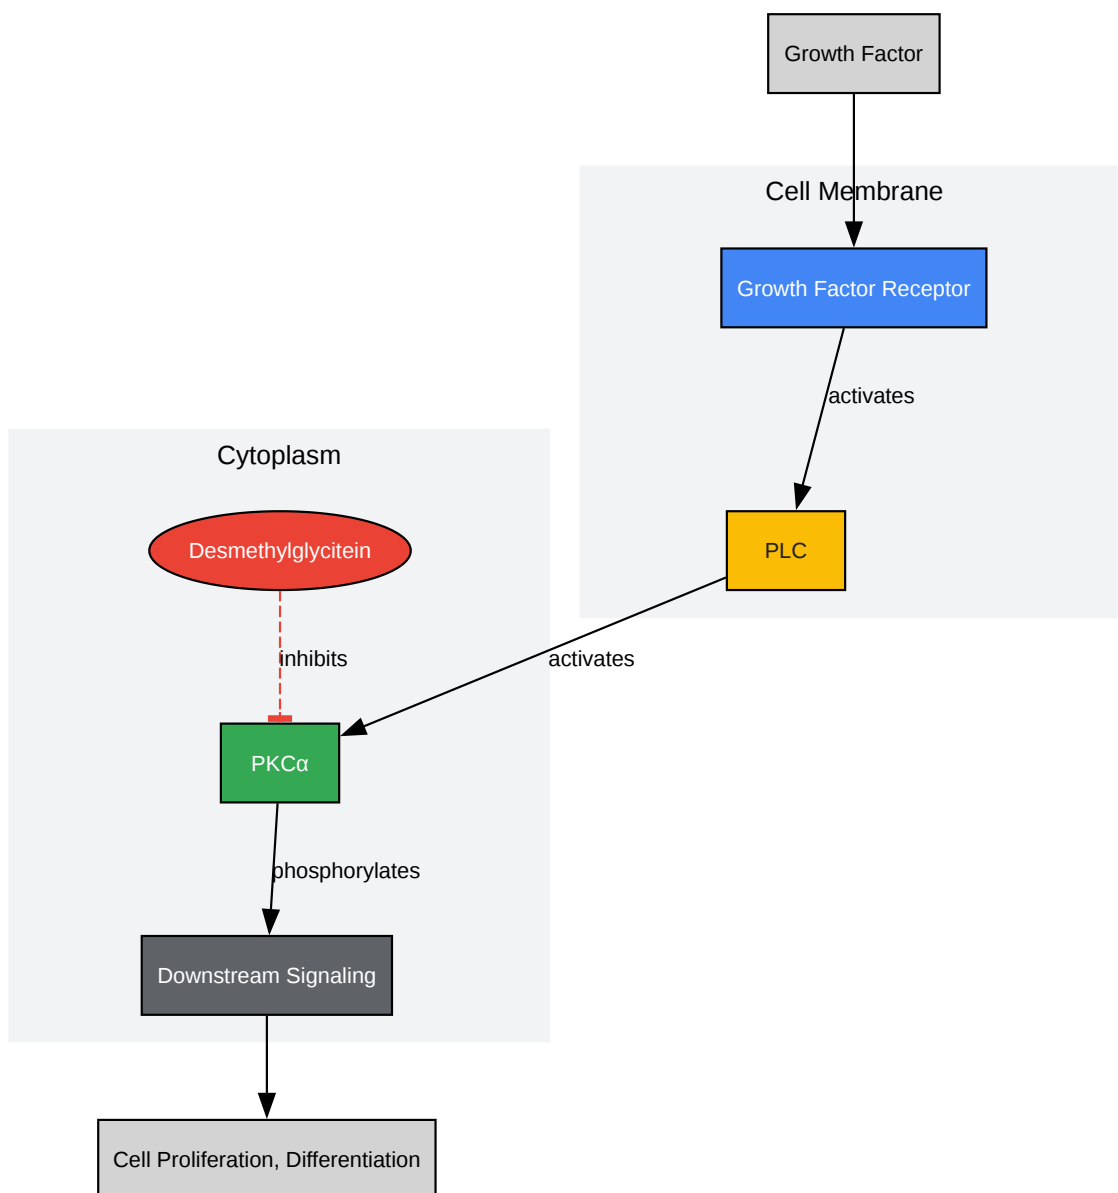 Growth Factor
Cell Membrane
Growth Factor Receptor
activates
Cytoplasm
Desmethylglycitein
PLC
inhibits
activates
PKCα
phosphorylates
Downstream Signaling
Cell Proliferation, Differentiation